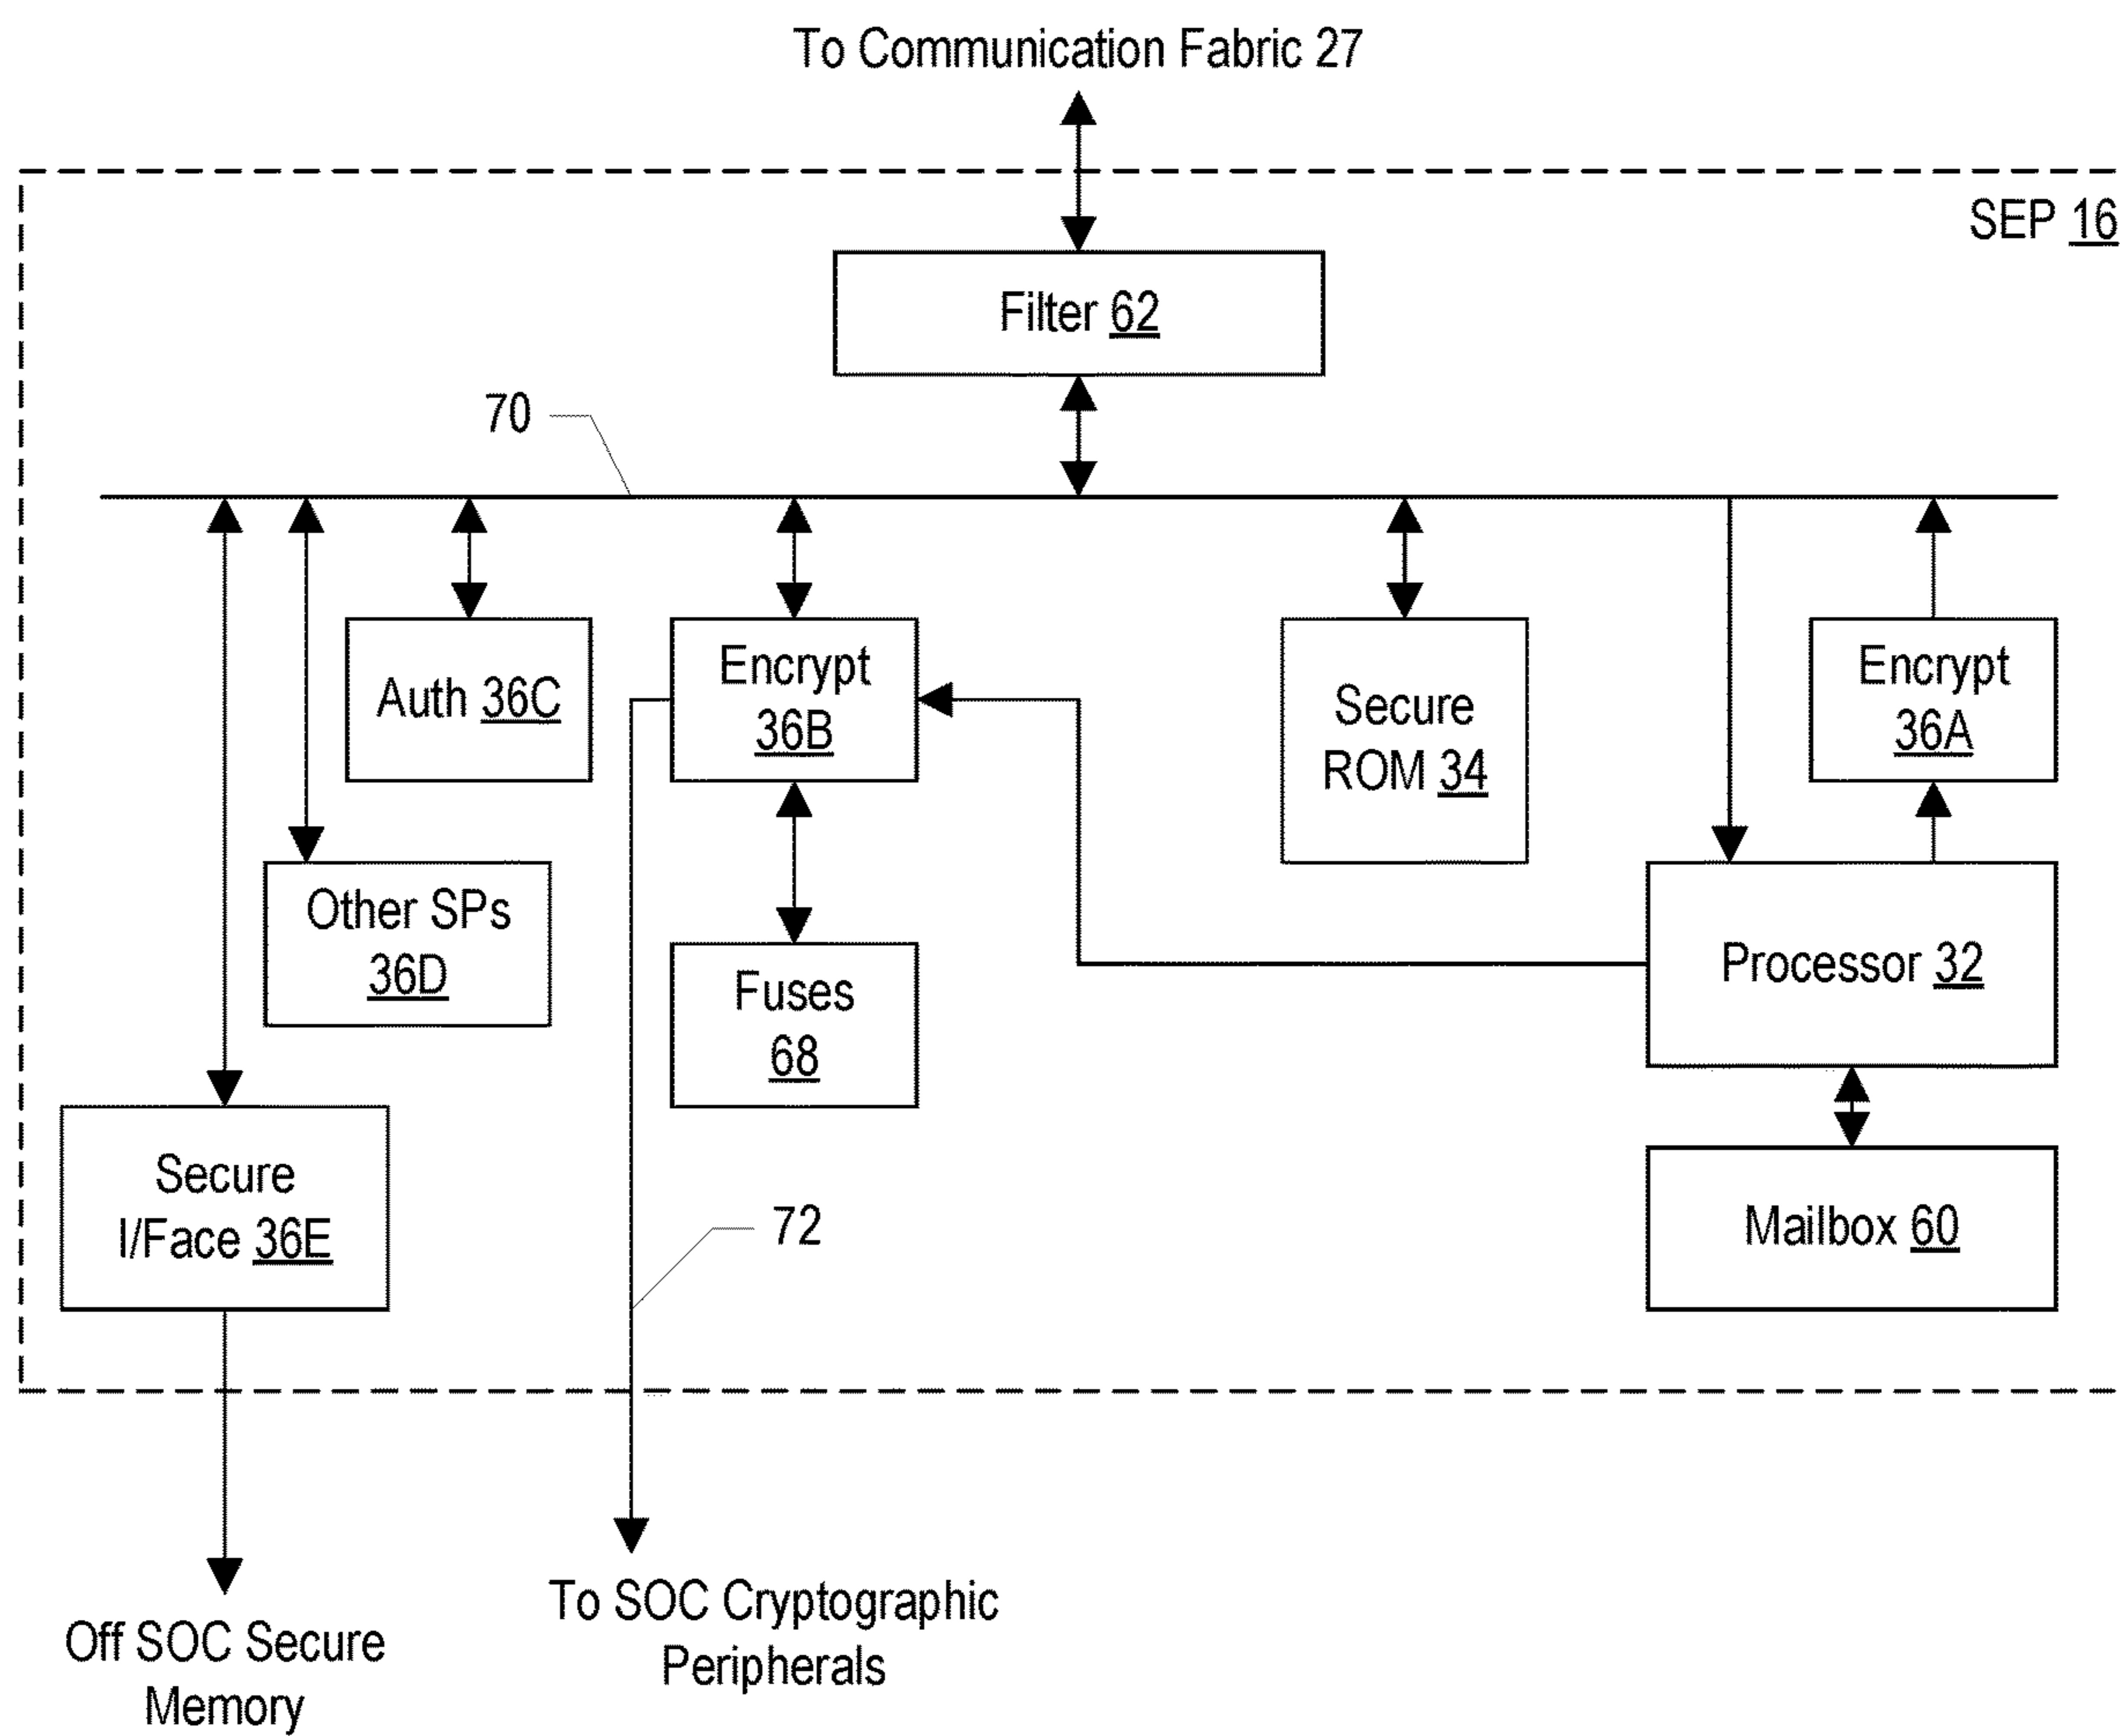 To Communication Fabric 27
SEP 16
Filter 62
70
Auth 36C
Encrypt
36B
Secure
ROM 34
Encrypt
36A
Other SPs
36D
Fuses
68
Processor 32
Secure
I/Face 36E
72
Mailbox 60
To SOC Cryptographic
Peripherals
Off SOC Secure
Memory